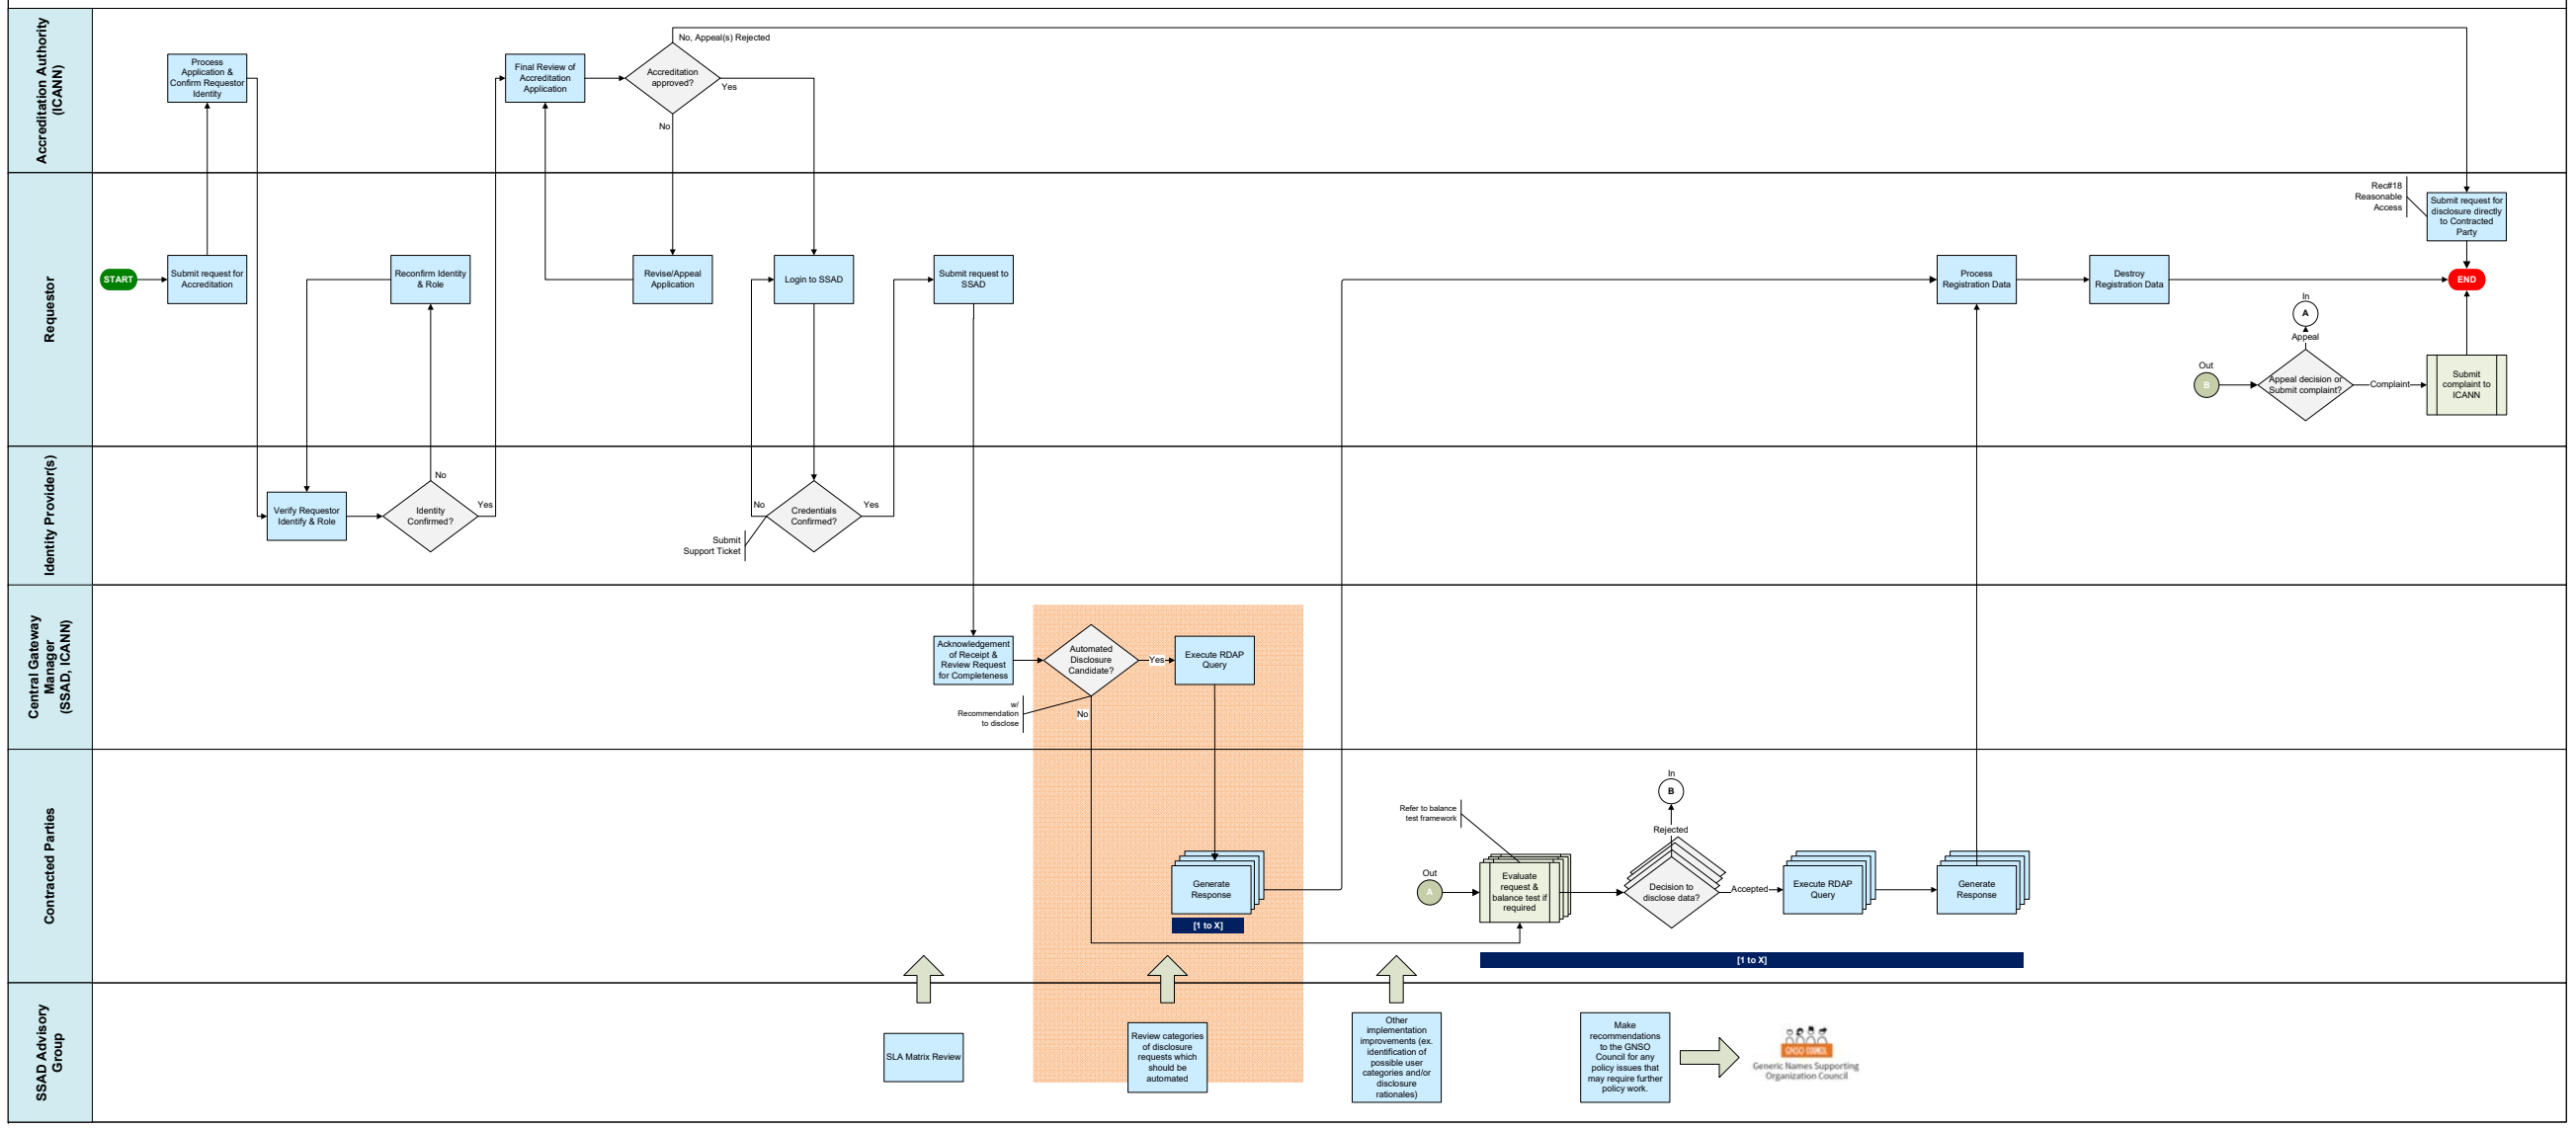 Accreditation Authority
(ICANN)
Process
Application &
Confirm Requestor
Identity
Final Review of
Accreditation
Application
Accreditation
approved?
No, Appeal(s) Rejected
Yes
No
Requestor
START
Submit request for
Accreditation
Reconfirm Identity
& Role
Revise/Appeal
Application
Login to SSAD
Submit request to
SSAD
Process
Registration Data
Destroy
Registration Data
Rec#18
Reasonable
Access
Submit request for
disclosure directly
to Contracted
Party
END
In
A
Appeal
Out
B
Appeal decision or
Submit complaint?
Complaint
Submit
complaint to
ICANN
Identity Provider(s)
Verify Requestor
Identify & Role
Identity
Confirmed?
No
Yes
No
Credentials
Confirmed?
Yes
Submit
Support Ticket
Central Gateway
Manager
(SSAD, ICANN)
Acknowledgement
of Receipt &
Review Request
for Completeness
Automated
Disclosure
Candidate?
Yes
Execute RDAP
Query
w/
Recommendation
to disclose
No
Contracted Parties
Generate
Response
[1 to X]
Refer to balance
test framework
Out
A
Evaluate
request &
balance test if
required
In
B
Rejected
Decision to
disclose data?
Accepted
Execute RDAP
Query
Generate
Response
[1 to X]
SSAD Advisory
Group
SLA Matrix Review
Review categories
of disclosure
requests which
should be
automated
Other
implementation
improvements (ex.
identification of
possible user
categories and/or
disclosure
rationales)
Make
recommendations
to the GNSO
Council for any
policy issues that
may require further
policy work.
GNSO COUNCIL
Generic Names Supporting
Organization Council